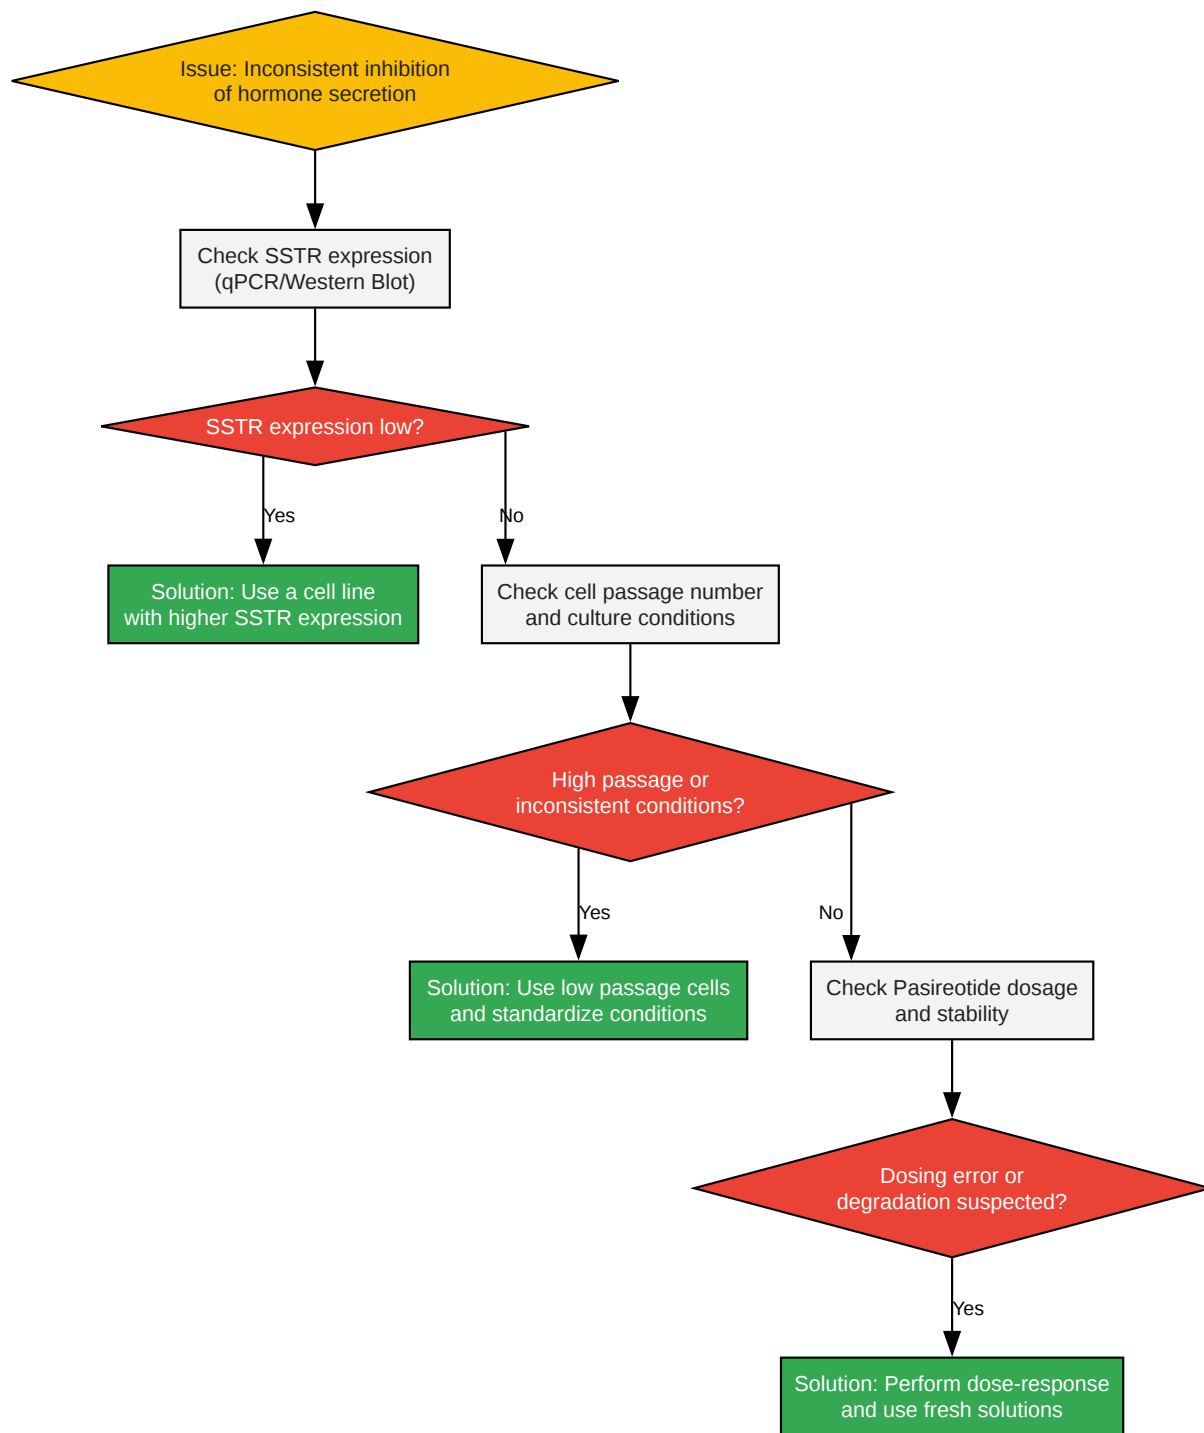 Issue: Inconsistent inhibition
of hormone secretion
Check SSTR expression
(qPCR/Western Blot)
SSTR expression low?
Yes
No
Solution: Use a cell line
with higher SSTR expression
Check cell passage number
and culture conditions
High passage or
inconsistent conditions?
Yes
No
Solution: Use low passage cells
and standardize conditions
Check Pasireotide dosage
and stability
Dosing error or
degradation suspected?
Yes
Solution: Perform dose-response
and use fresh solutions